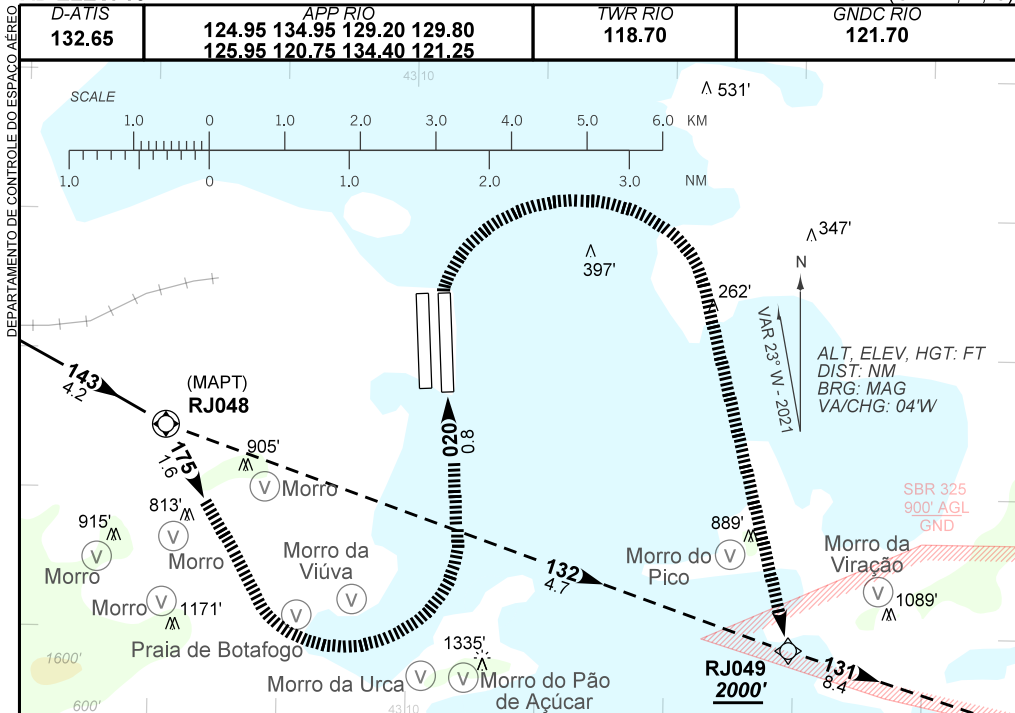 D-ATIS
132.65
APP RIO
124.95 134.95 129.20 129.80
125.95 120.75 134.40 121.25
TWR RIO
118.70
GNDC RIO
121.70
DEPARTAMENTO DE CONTROLE DO ESPAÇO AÉREO
43 10
531'
SCALE
1.0 0 1.0 2.0 3.0 4.0 5.0 6.0 KM
1.0 0 1.0 2.0 3.0 NM
347'
397'
N
262'
VAR 23° W - 2021
ALT, ELEV, HGT: FT
DIST: NM
BRG: MAG
VA/CHG: 04'W
143
4.2
(MAPT)
RJ048
175
1.6
020
0.8
905'
Morro
813'
Morro
915'
Morro
Morro
1171'
Morro da
Viúva
Praia de Botafogo
132
4.7
889'
Morro do
Pico
SBR 325
900' AGL
GND
Morro da
Viração
1089'
1335'
Morro da Urca
Morro do Pão
de Açúcar
RJ049
2000'
131
8.4
1600'
600'
43 10
V
V
V
V
V
V
V
V
V
V